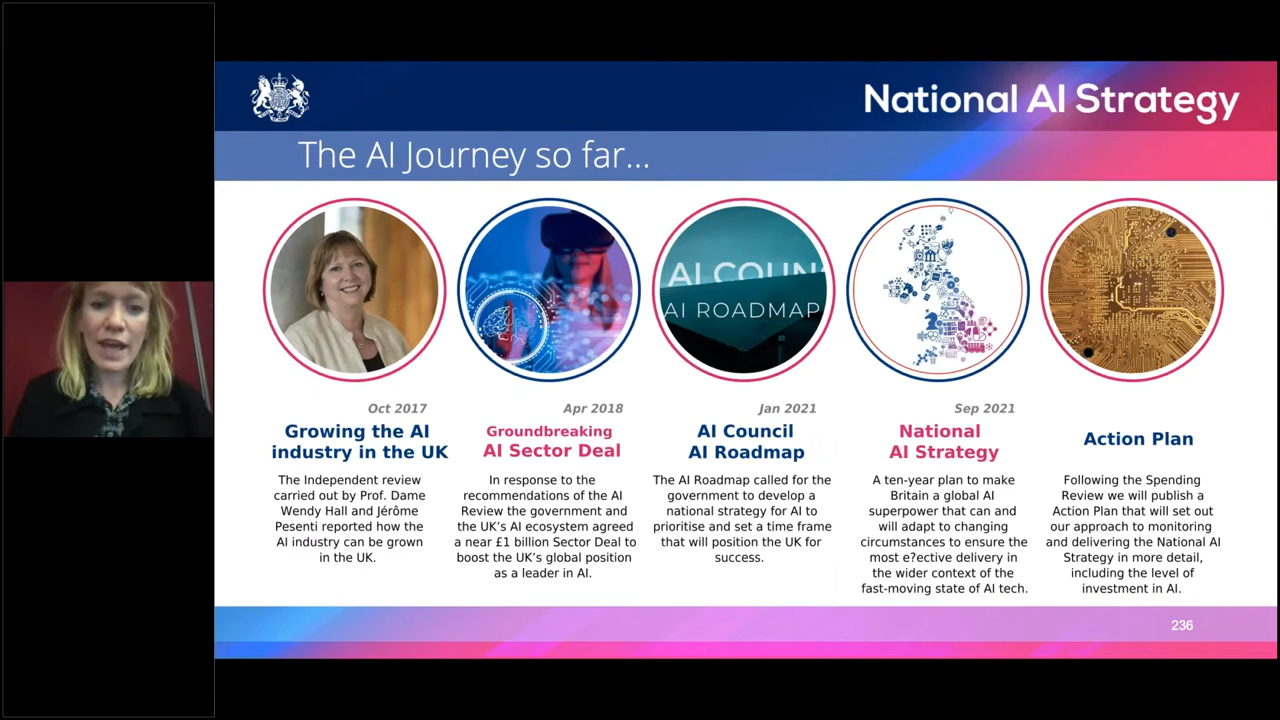 National AI Strategy
The AI Journey so far...
AI COUN
AI ROADMAP
Oct 2017
Growing the AI
industry in the UK
The Independent review
carried out by Prof. Dame
Wendy Hall and Jérôme
Pesenti reported how the
AI industry can be grown
in the UK.
Apr 2018
Groundbreaking
AI Sector Deal
In response to the
recommendations of the AI
Review the government and
the UK's AI ecosystem agreed
a near £1 billion Sector Deal to
boost the UK's global position
as a leader in AI.
Jan 2021
AI Council
AI Roadmap
The AI Roadmap called for the
government to develop a
national strategy for AI to
prioritise and set a time frame
that will position the UK for
success.
Sep 2021
National
AI Strategy
A ten-year plan to make
Britain a global AI
superpower that can and
will adapt to changing
circumstances to ensure the
most e?ective delivery in
the wider context of the
fast-moving state of AI tech.
Action Plan
Following the Spending
Review we will publish a
Action Plan that will set out
our approach to monitoring
and delivering the National AI
Strategy in more detail,
including the level of
investment in AI.
236